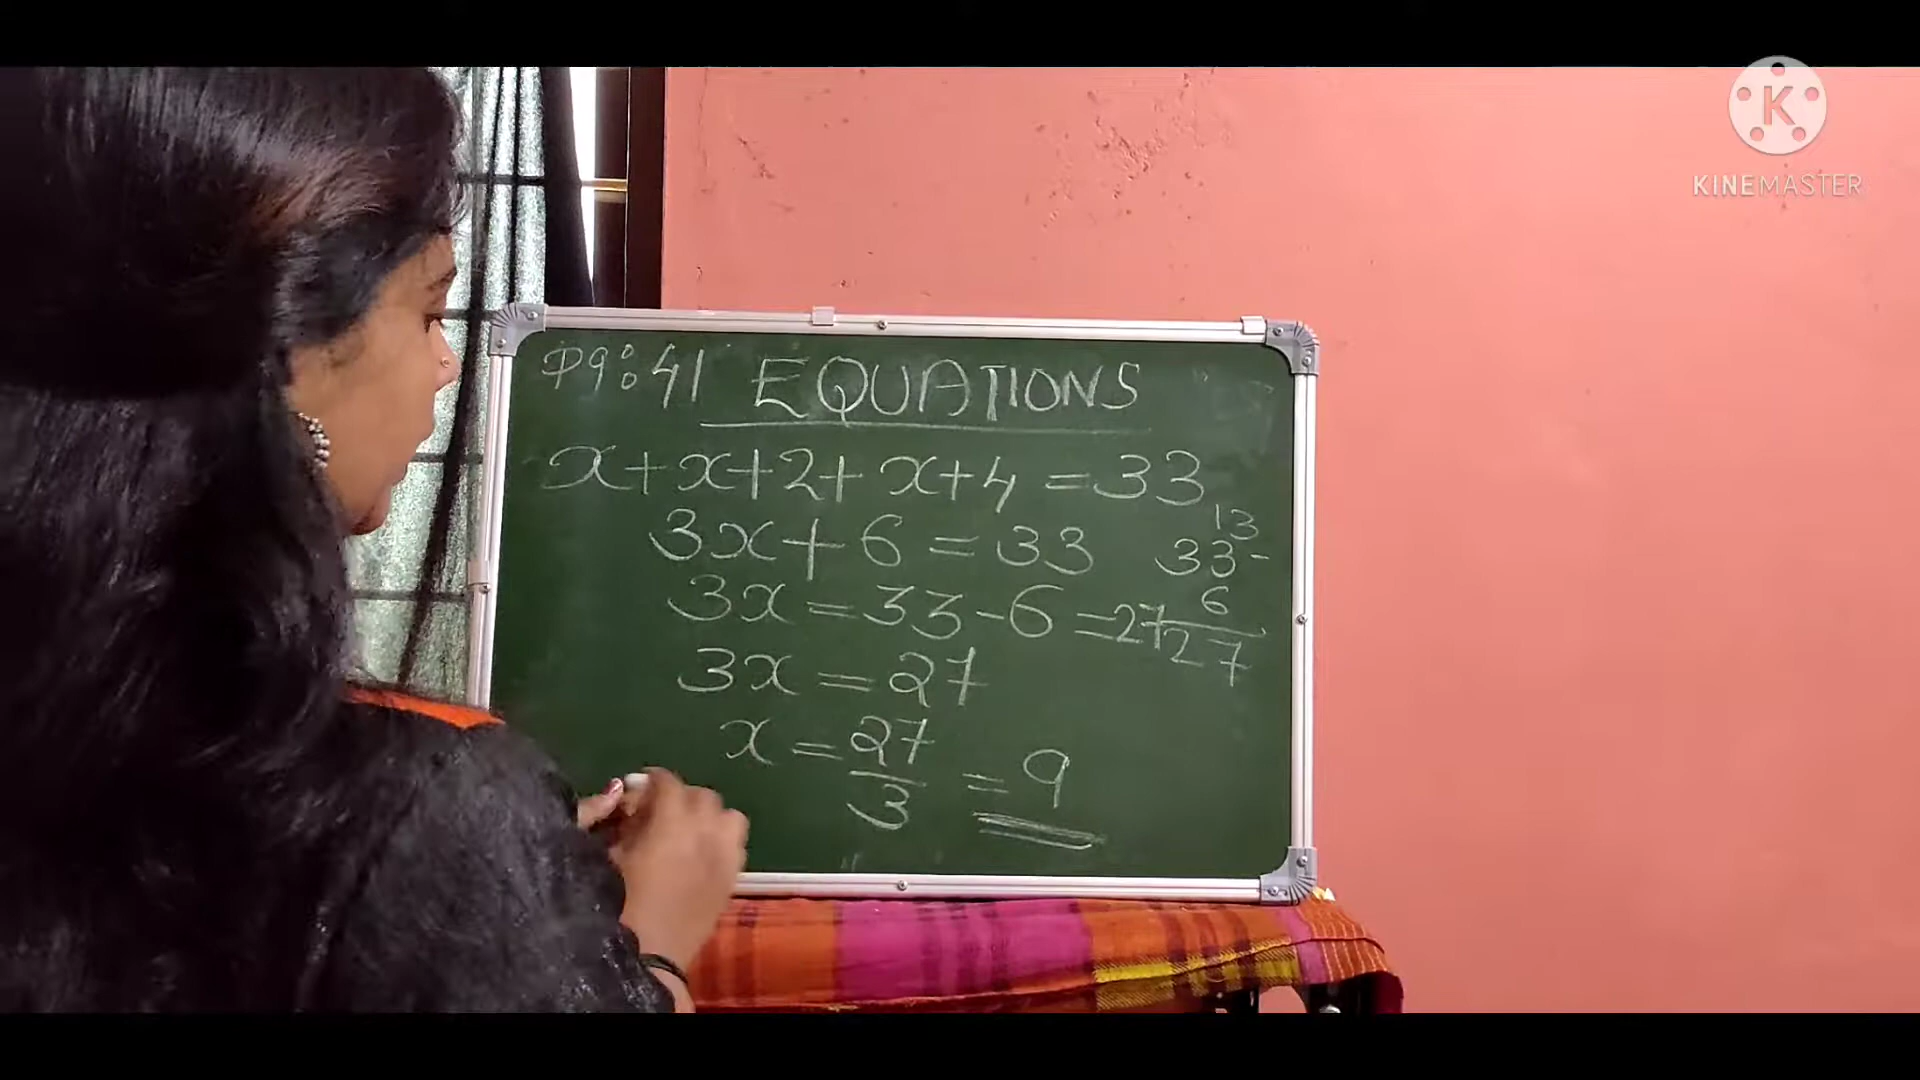 K
KINEMASTER
Pg:41 EQUATIONS
x+x+2+x+4=33
3x+6=33
3x=33-6=27
3x=27
x=27/3=9
13
33-
6
27